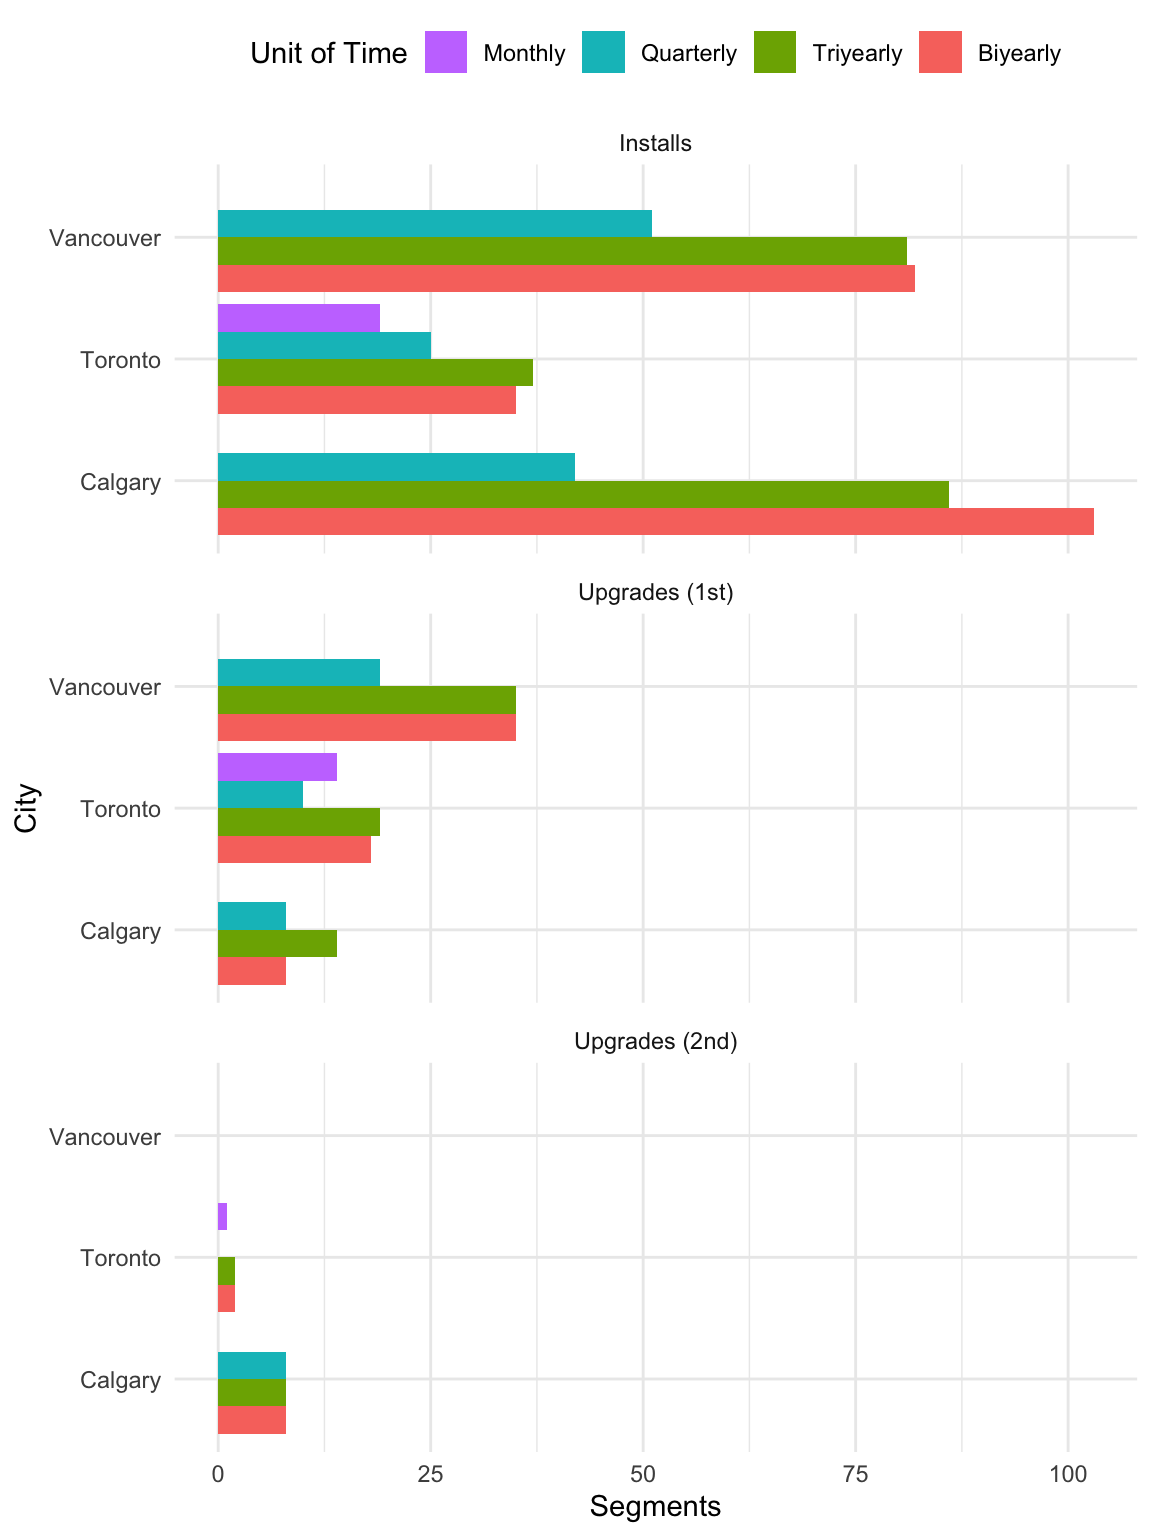 Unit of Time Monthly Quarterly Triyearly Biyearly
Installs
Vancouver
Toronto
Calgary
Upgrades (1st)
Vancouver
Toronto
Calgary
Upgrades (2nd)
Vancouver
Toronto
Calgary
City
0 25 50 75 100
Segments